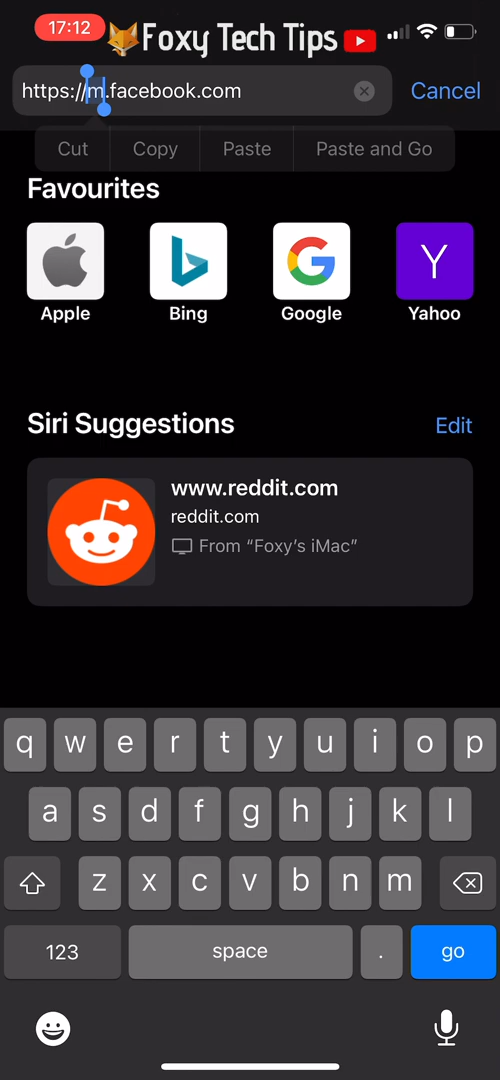 17:12
Foxy Tech Tips
https://m.facebook.com
Cancel
Cut Copy Paste Paste and Go
Favourites
Apple Bing Google Yahoo
Siri Suggestions Edit
www.reddit.com
reddit.com
From “Foxy’s iMac”
q w e r t y u i o p
a s d f g h j k l
z x c v b n m
123 space . go